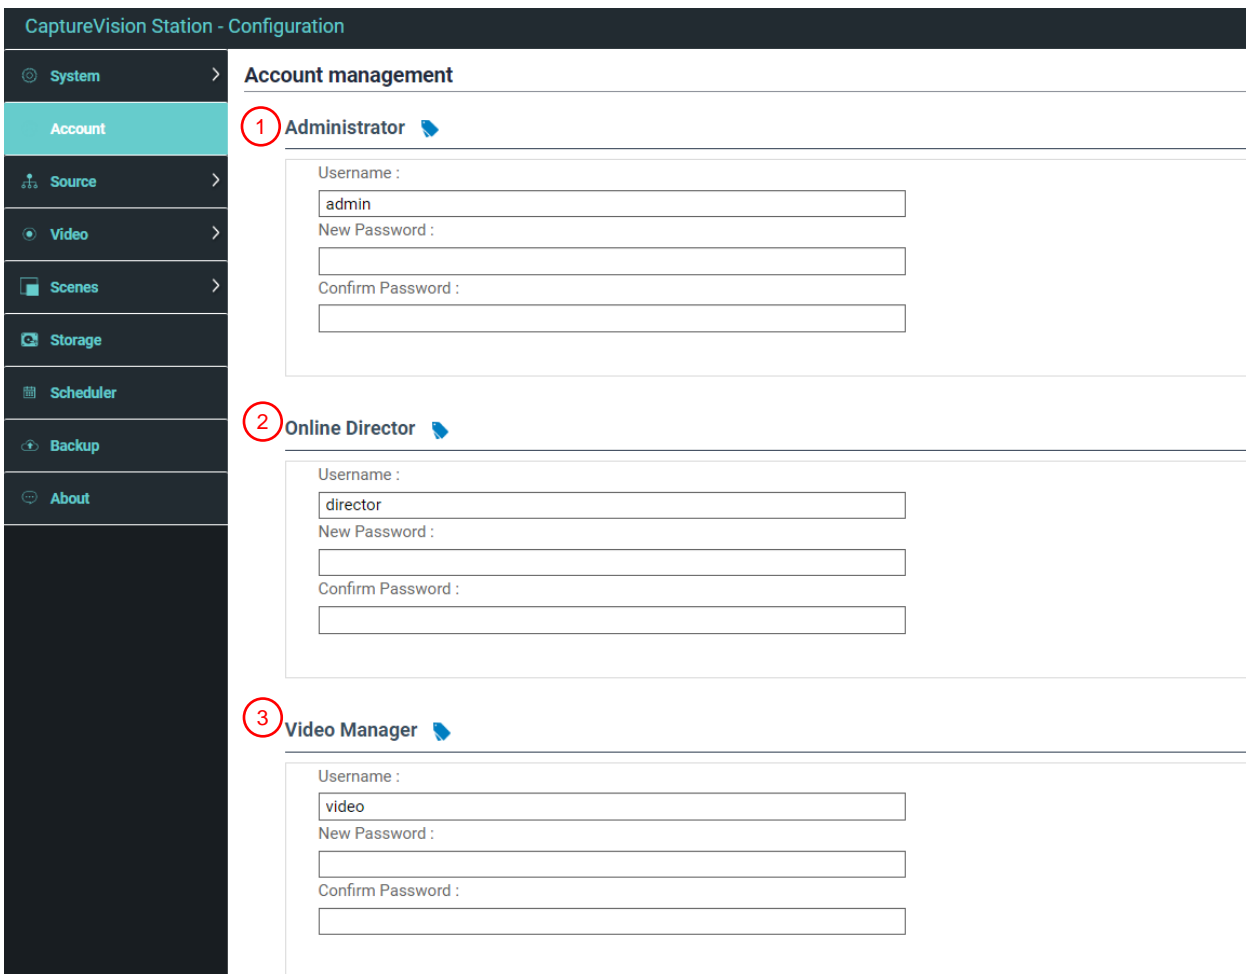 CaptureVision Station - Configuration
System
Account
Source
Video
Scenes
Storage
Scheduler
Backup
About
Account management
1 Administrator
Username :
admin
New Password :
Confirm Password :
2 Online Director
Username :
director
New Password :
Confirm Password :
3 Video Manager
Username :
video
New Password :
Confirm Password :